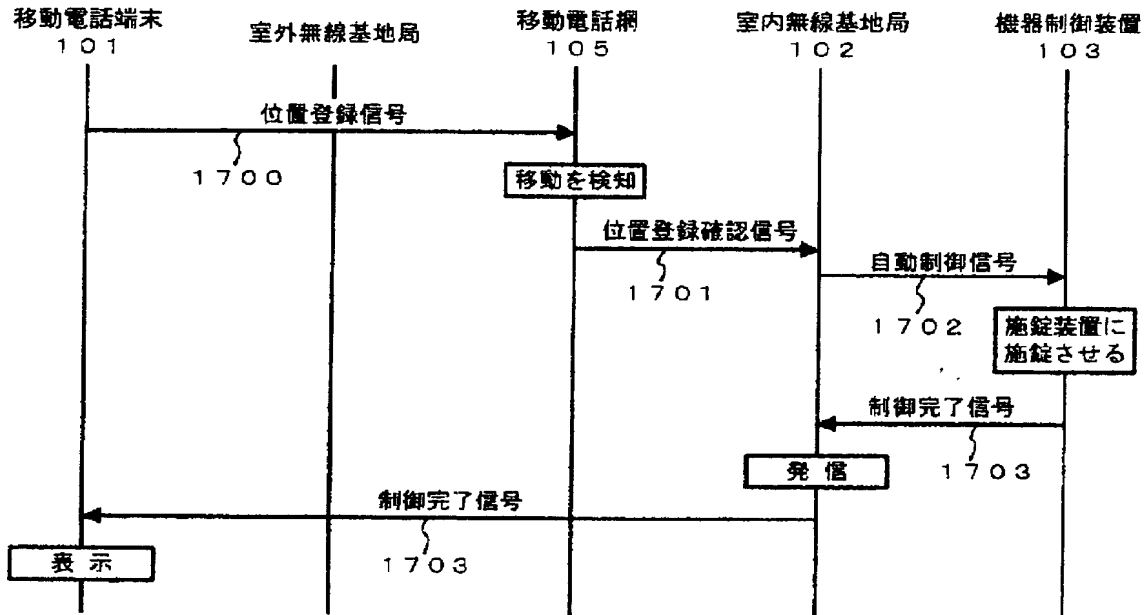 移動電話端末
１０１
室外無線基地局
移動電話網
１０５
室内無線基地局
１０２
機器制御装置
１０３
位置登録信号
１７００
移動を検知
位置登録確認信号
１７０１
自動制御信号
１７０２
施錠装置に
施錠させる
制御完了信号
１７０３
発 信
制御完了信号
１７０３
表 示